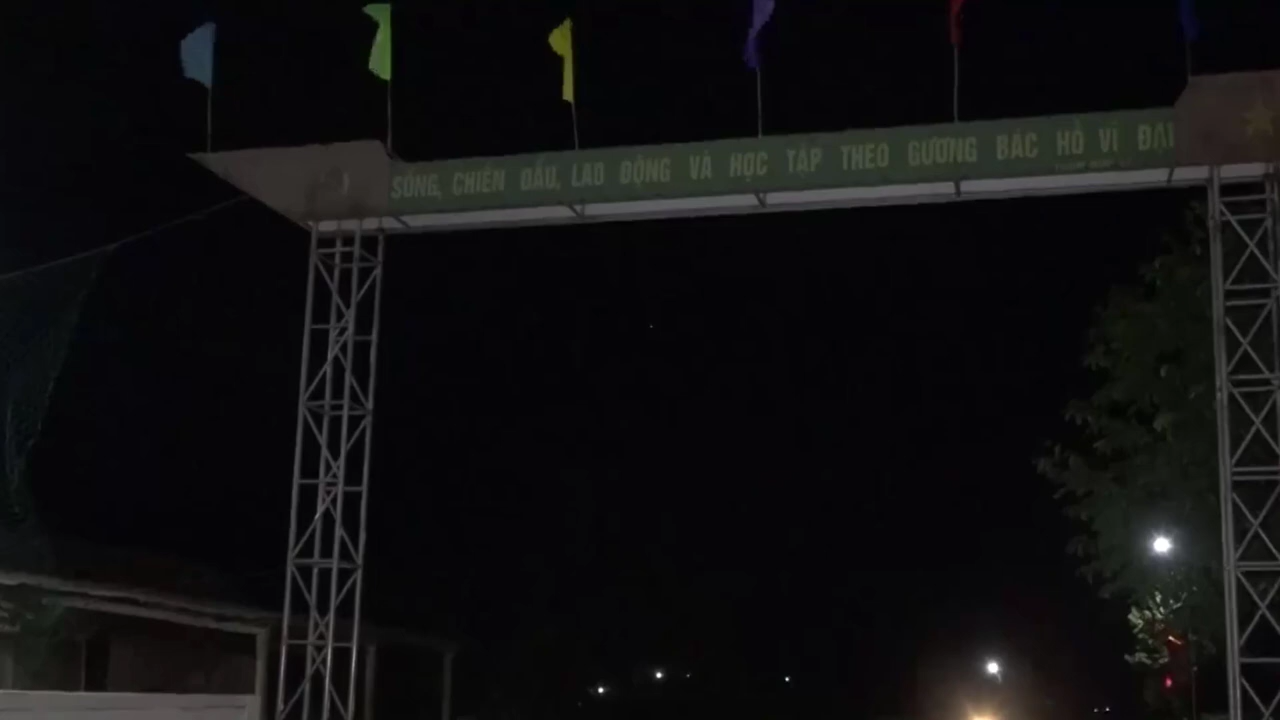 SỐNG, CHIẾN ĐẤU, LAO ĐỘNG VÀ HỌC TẬP THEO GƯƠNG BÁC HỒ VĨ ĐẠI